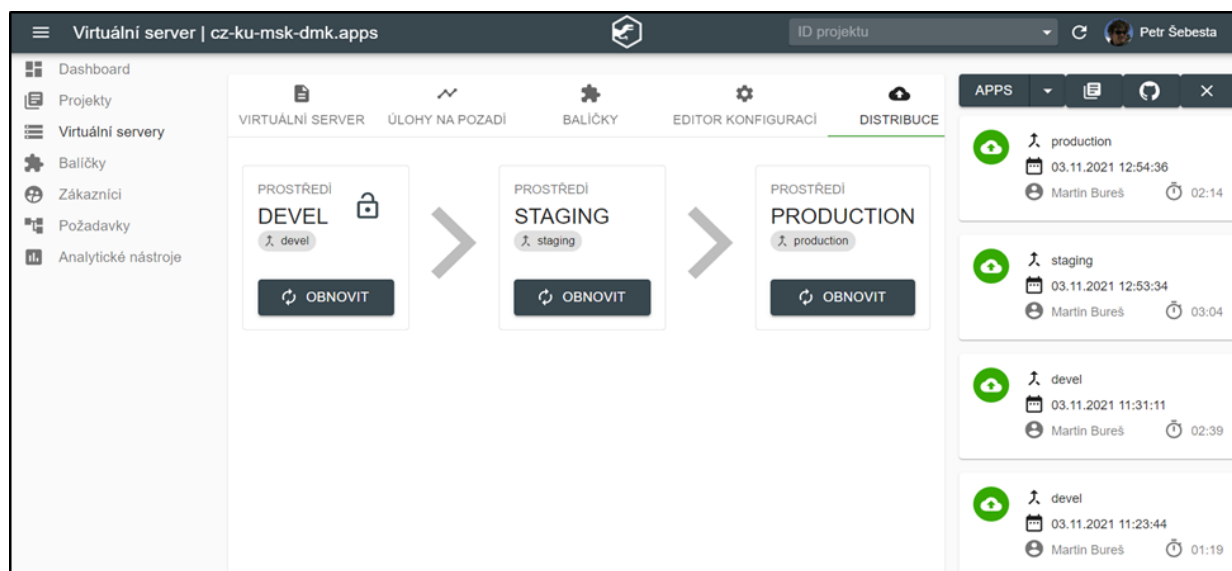 Virtuální server | cz-ku-msk-dmk.apps
ID projektu
Petr Šebesta
Dashboard
Projekty
Virtuální servery
Balíčky
Zákazníci
Požadavky
Analytické nástroje
VIRTUÁLNÍ SERVER
ÚLOHY NA POZADÍ
BALÍČKY
EDITOR KONFIGURACÍ
DISTRIBUCE
PROSTŘEDÍ
DEVEL
devel
OBNOVIT
PROSTŘEDÍ
STAGING
staging
OBNOVIT
PROSTŘEDÍ
PRODUCTION
production
OBNOVIT
APPS
production
03.11.2021 12:54:36
Martin Bureš 02:14
staging
03.11.2021 12:53:34
Martin Bureš 03:04
devel
03.11.2021 11:31:11
Martin Bureš 02:39
devel
03.11.2021 11:23:44
Martin Bureš 01:19